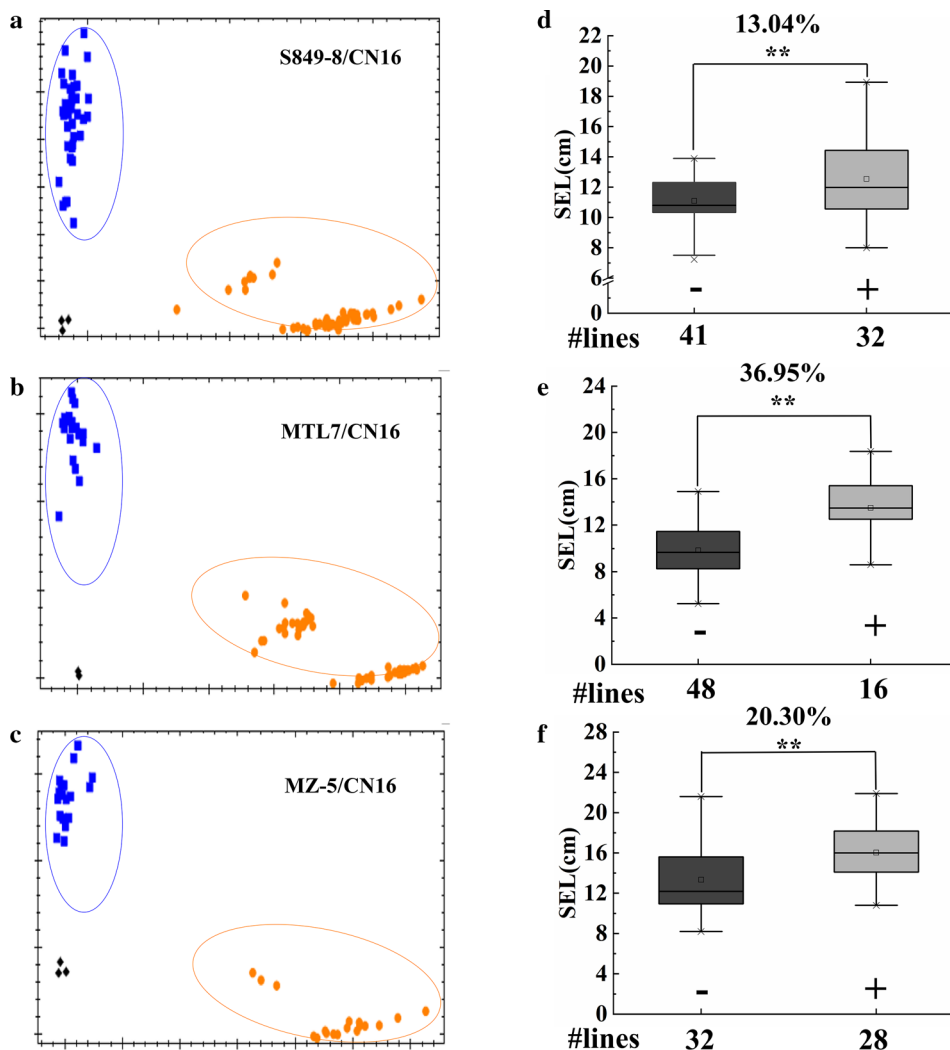 a
S849-8/CN16
b
MTL7/CN16
c
MZ-5/CN16
d
13.04%
**
SEL(cm)
22
20
18
16
14
12
10
8
6
0
-
+
#lines
41
32
e
36.95%
**
SEL(cm)
24
20
16
12
8
4
0
-
+
#lines
48
16
f
20.30%
**
SEL(cm)
28
24
20
16
12
8
4
0
-
+
#lines
32
28